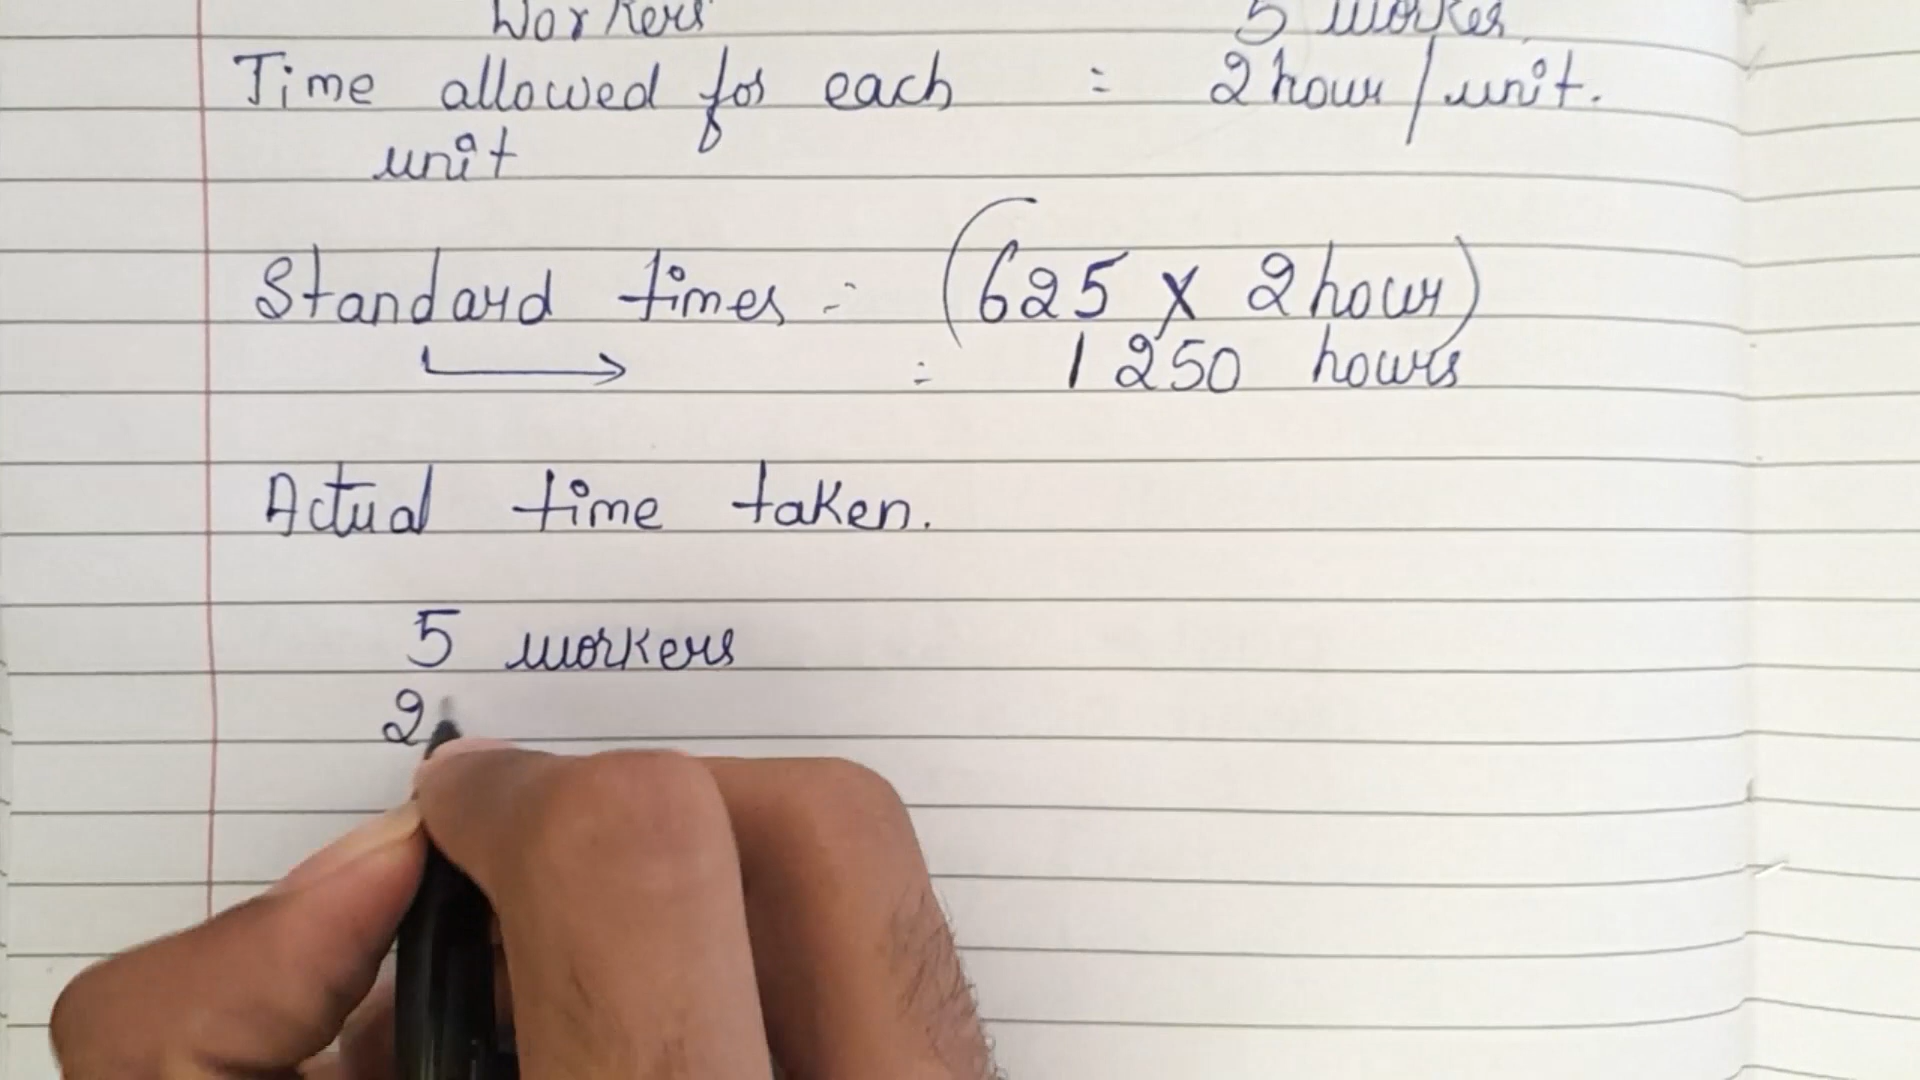 Workers 5 worker
Time allowed for each = 2 hour / unit.
unit
Standard times = (625 x 2 hour)
= 1250 hours
Actual time taken.
5 workers
2